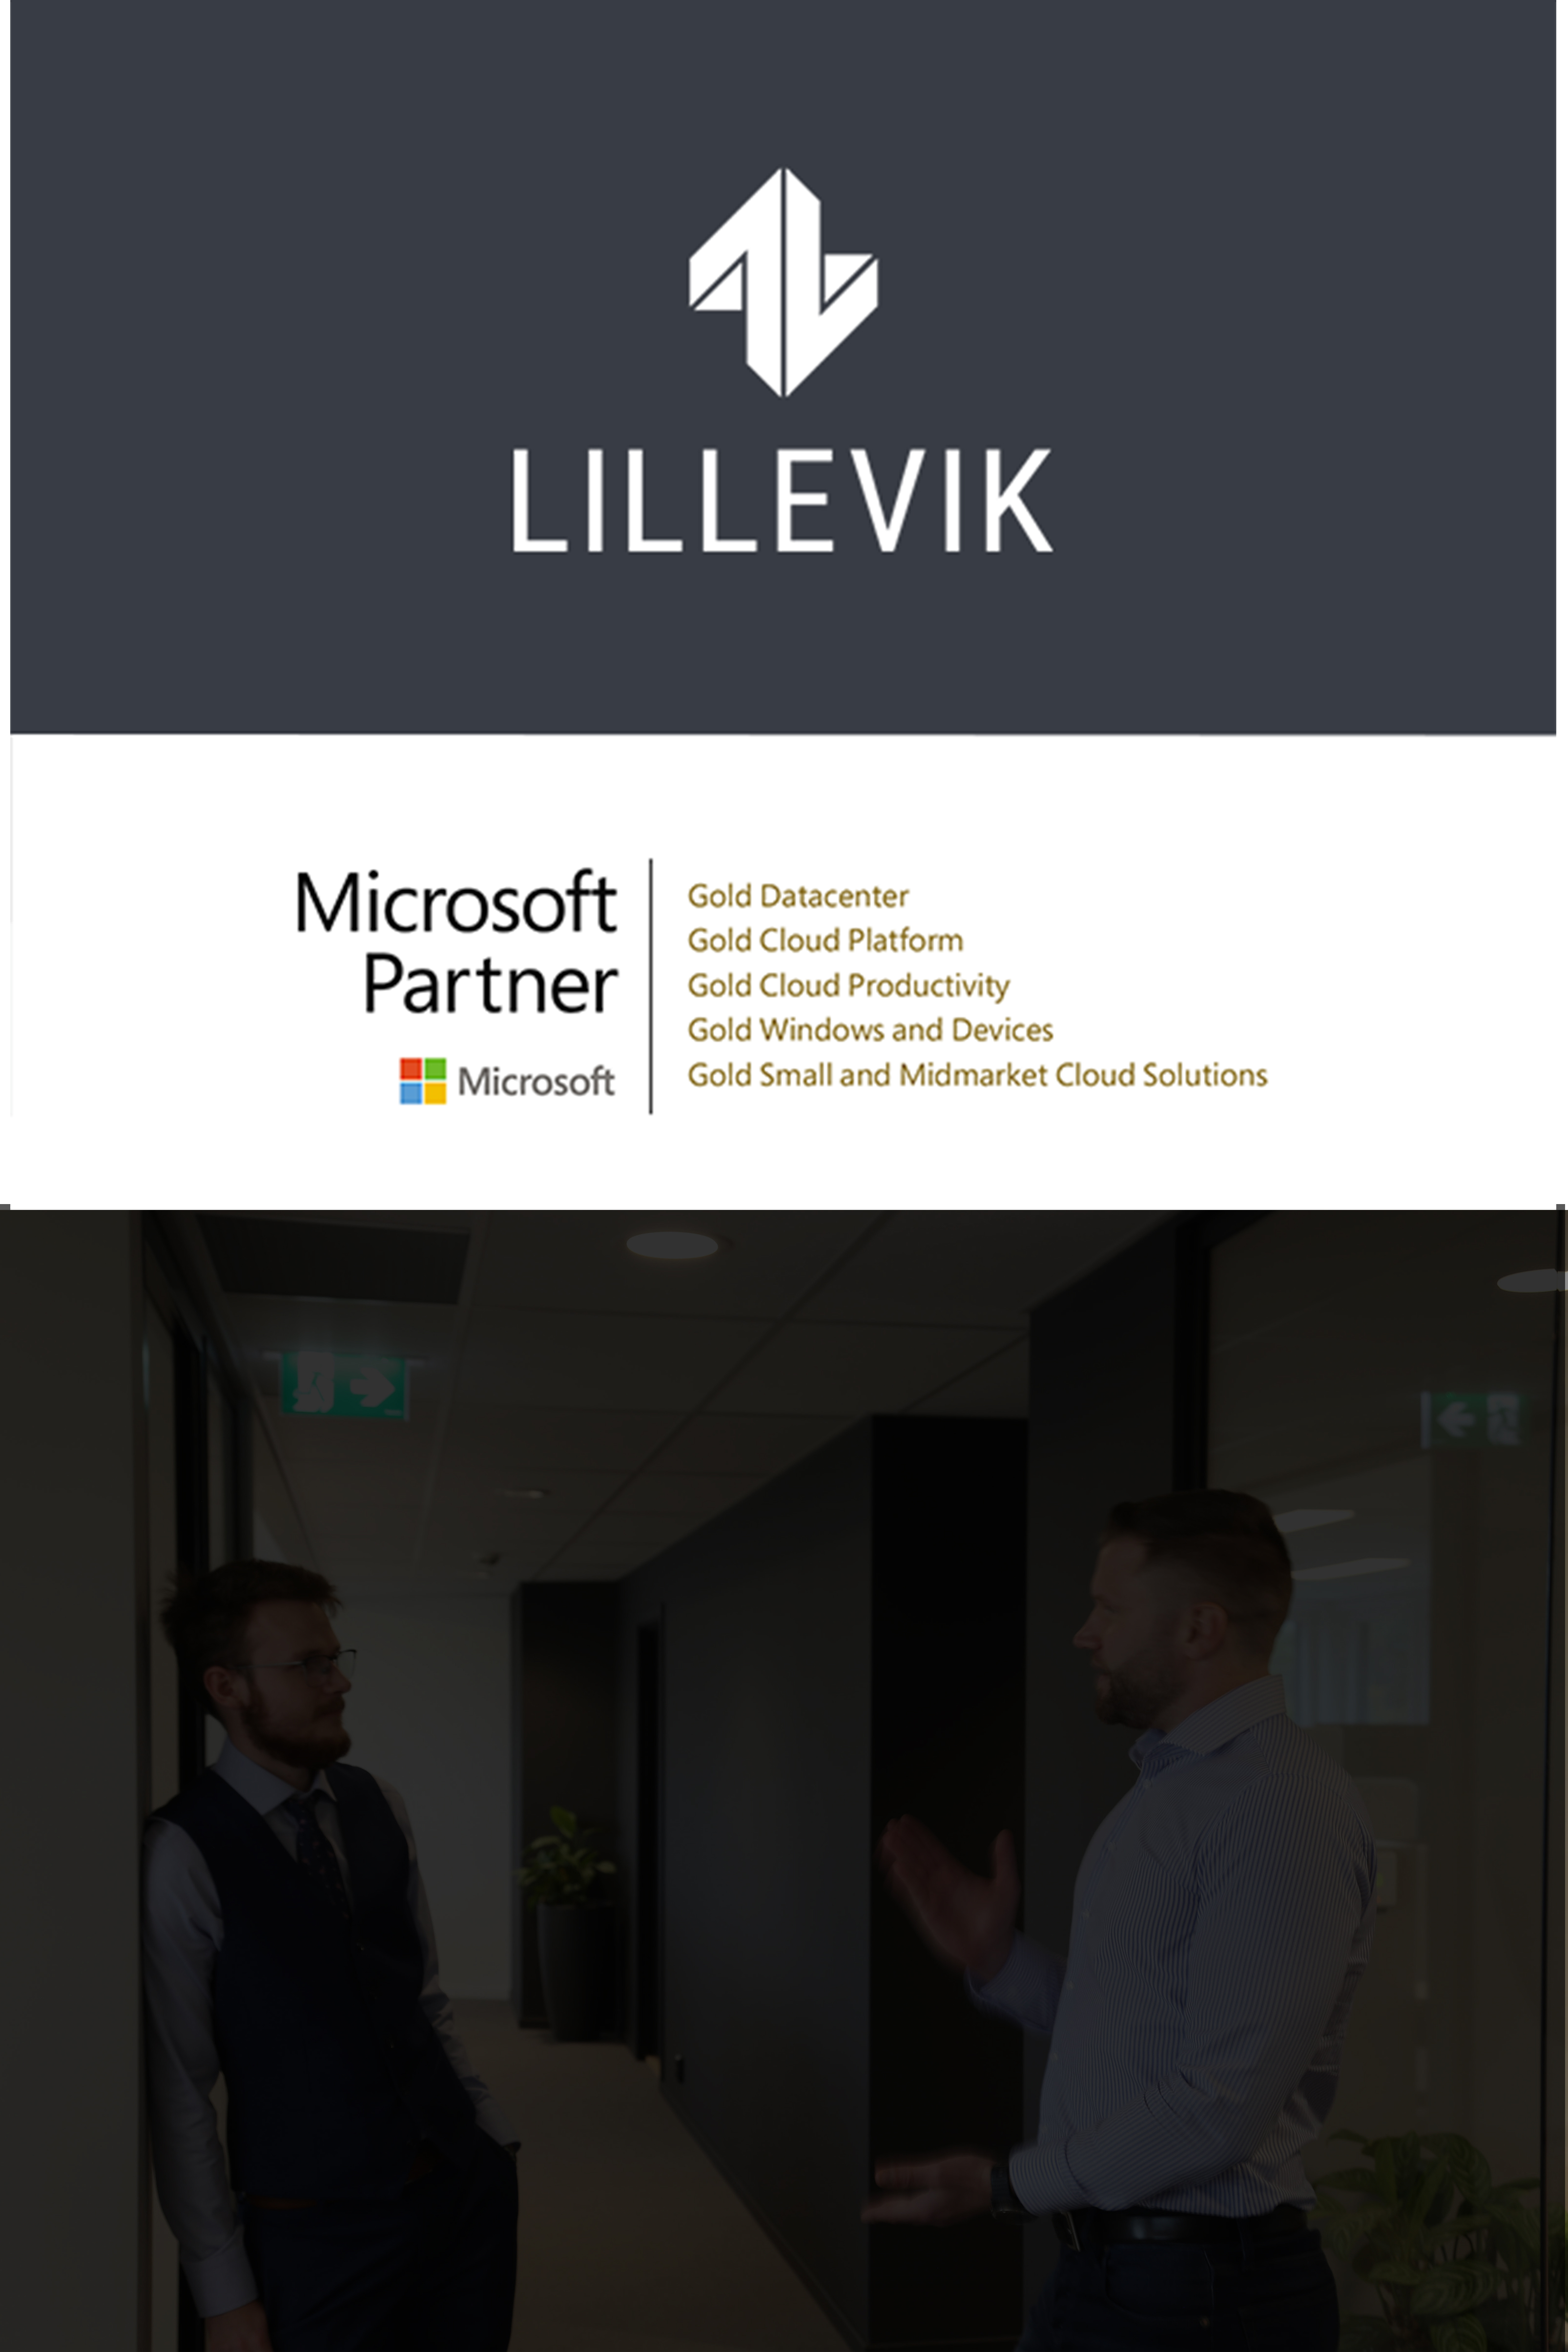 LILLEVIK
Microsoft
Partner
Microsoft
Gold Datacenter
Gold Cloud Platform
Gold Cloud Productivity
Gold Windows and Devices
Gold Small and Midmarket Cloud Solutions